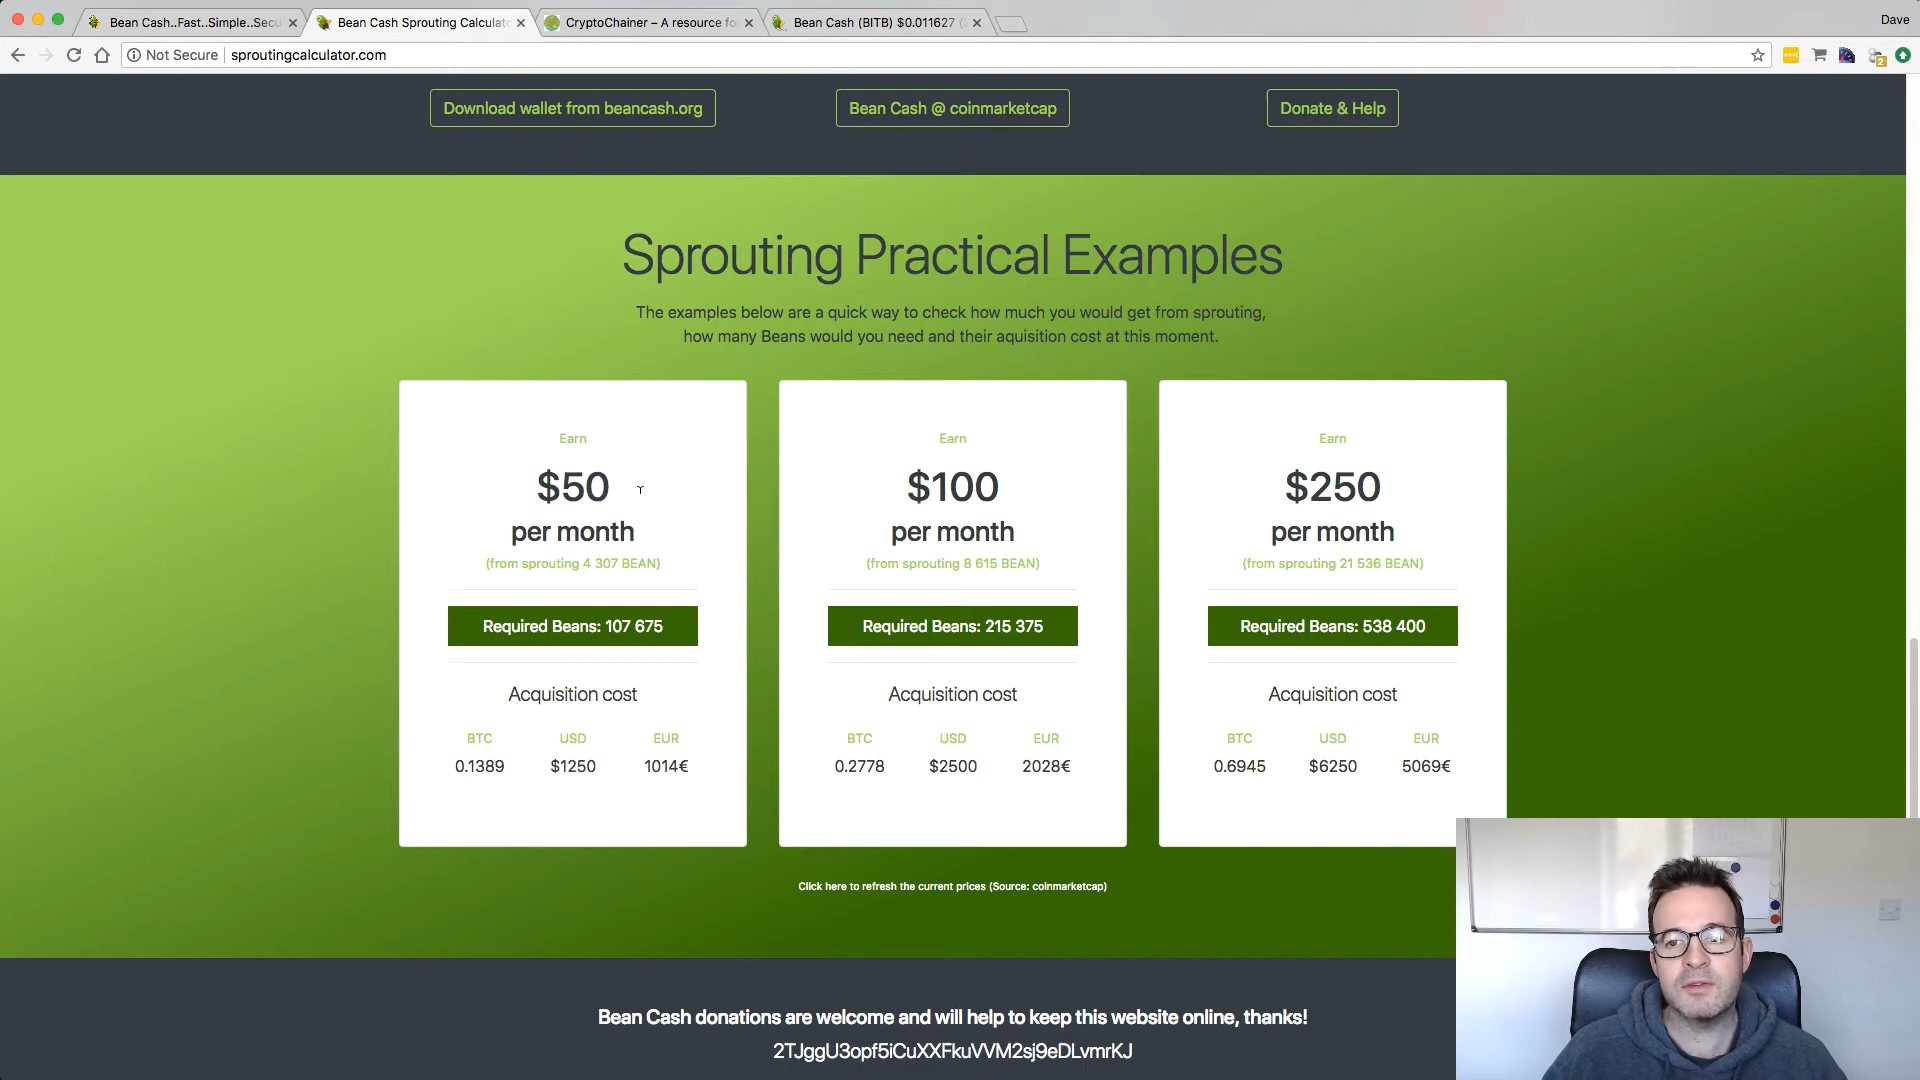 Bean Cash..Fast..Simple..Secu
Bean Cash Sprouting Calculato
CryptoChainer – A resource fo
Bean Cash (BITB) $0.011627 (
Dave
Not Secure
sproutingcalculator.com
2
Download wallet from beancash.org
Bean Cash @ coinmarketcap
Donate & Help
Sprouting Practical Examples
The examples below are a quick way to check how much you would get from sprouting,
how many Beans would you need and their aquisition cost at this moment.
Earn
$50
per month
(from sprouting 4 307 BEAN)
Required Beans: 107 675
Acquisition cost
BTC USD EUR
0.1389 $1250 1014€
Earn
$100
per month
(from sprouting 8 615 BEAN)
Required Beans: 215 375
Acquisition cost
BTC USD EUR
0.2778 $2500 2028€
Earn
$250
per month
(from sprouting 21 536 BEAN)
Required Beans: 538 400
Acquisition cost
BTC USD EUR
0.6945 $6250 5069€
Click here to refresh the current prices (Source: coinmarketcap)
Bean Cash donations are welcome and will help to keep this website online, thanks!
2TJggU3opf5iCuXXFkuVVM2sj9eDLvmrKJ